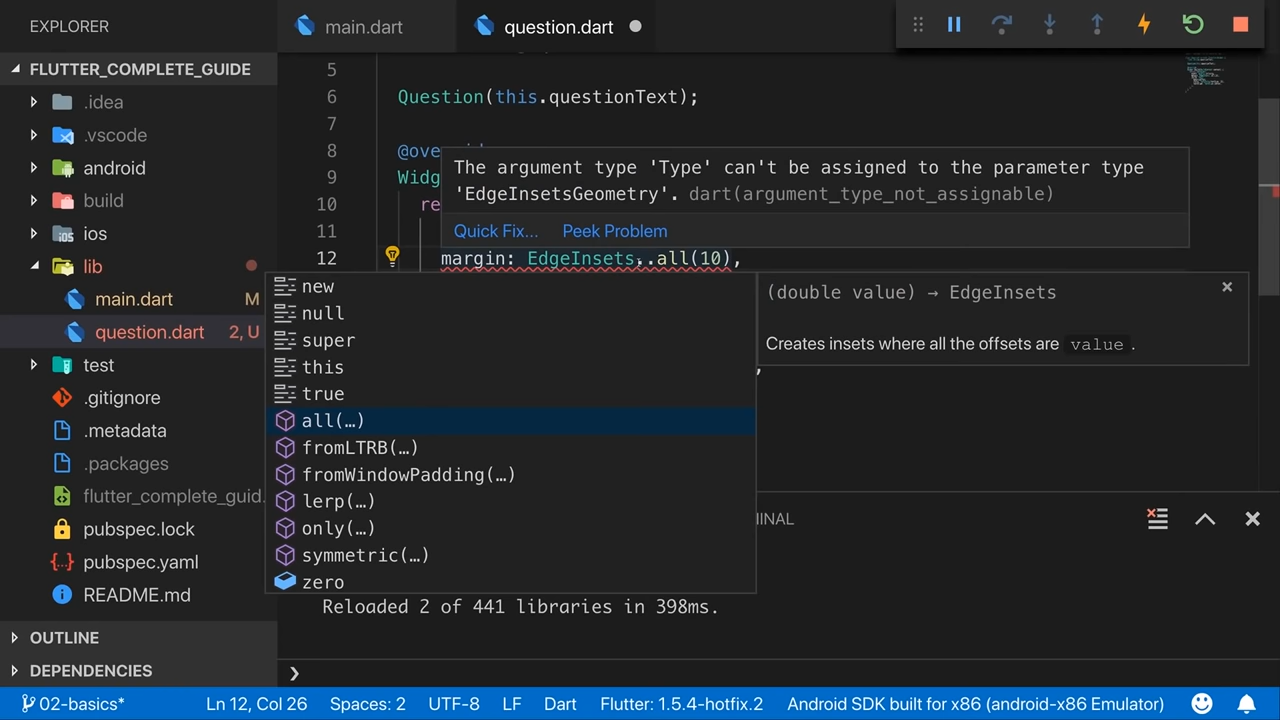 EXPLORER
main.dart
question.dart
FLUTTER_COMPLETE_GUIDE
.idea
.vscode
android
build
ios
lib
main.dart M
question.dart 2, U
test
.gitignore
.metadata
.packages
flutter_complete_guid.
pubspec.lock
pubspec.yaml
README.md
OUTLINE
DEPENDENCIES
5
6 Question(this.questionText);
7
8 @ove
9 Widg
10 re
11
12 margin: EdgeInsets..all(10),
The argument type 'Type' can't be assigned to the parameter type
'EdgeInsetsGeometry'. dart(argument_type_not_assignable)
Quick Fix... Peek Problem
new
null
super
this
true
all(…)
fromLTRB(…)
fromWindowPadding(…)
lerp(…)
only(…)
symmetric(…)
zero
(double value) → EdgeInsets
Creates insets where all the offsets are value .
,
INAL
Reloaded 2 of 441 libraries in 398ms.
02-basics* Ln 12, Col 26 Spaces: 2 UTF-8 LF Dart Flutter: 1.5.4-hotfix.2 Android SDK built for x86 (android-x86 Emulator)